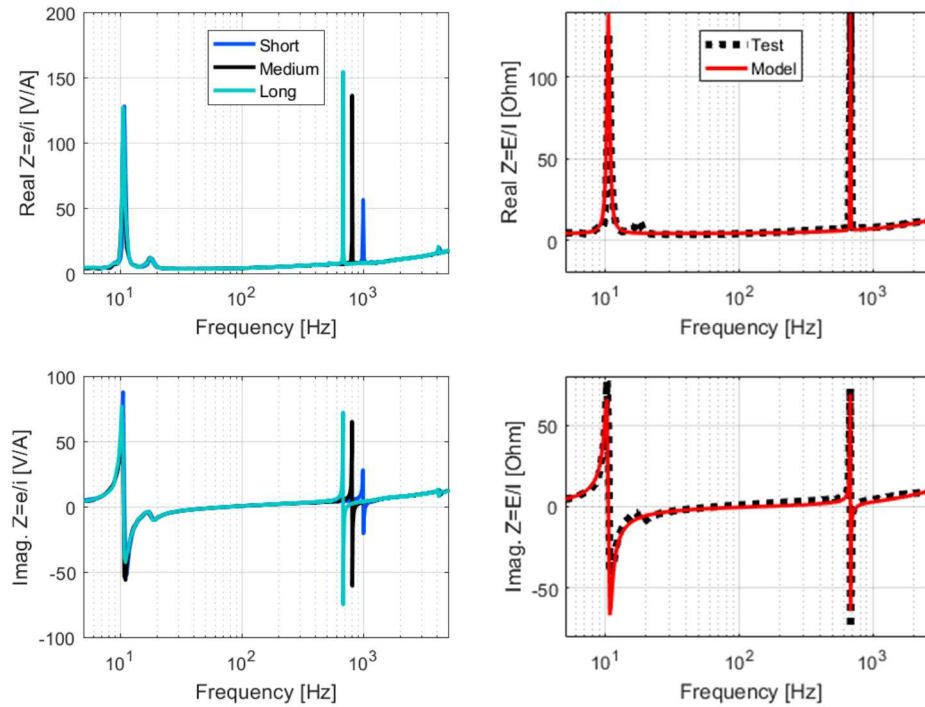 200
150
100
50
0
Real Z=e/i [V/A]
Short
Medium
Long
10^1 10^2 10^3
Frequency [Hz]
100
50
0
Real Z=E/I [Ohm]
Test
Model
10^1 10^2 10^3
Frequency [Hz]
100
50
0
-50
-100
Imag. Z=e/i [V/A]
10^1 10^2 10^3
Frequency [Hz]
50
0
-50
Imag. Z=E/I [Ohm]
10^1 10^2 10^3
Frequency [Hz]